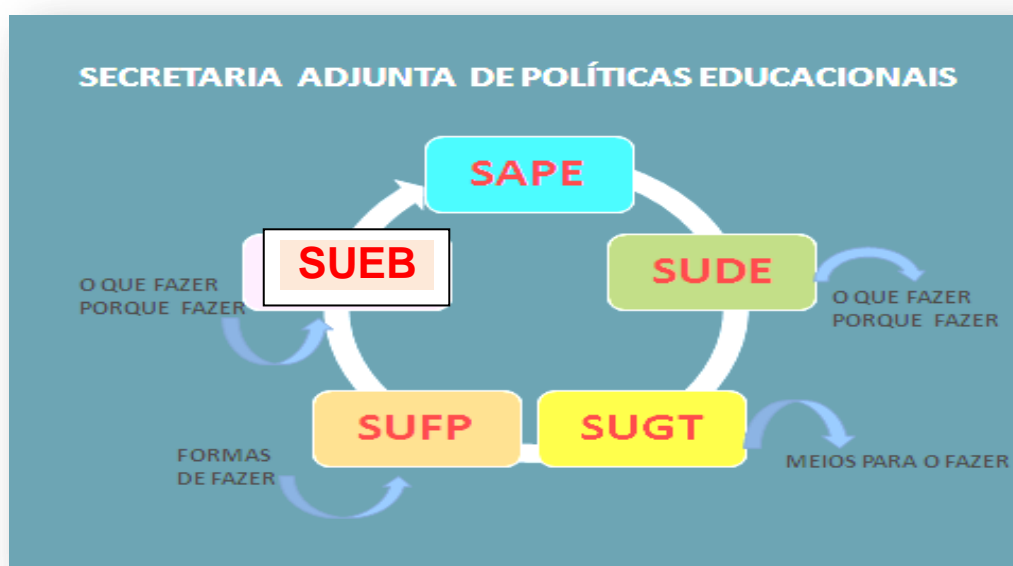 SECRETARIA ADJUNTA DE POLÍTICAS EDUCACIONAIS
SAPE
SUEB
SUDE
O QUE FAZER
PORQUE FAZER
O QUE FAZER
PORQUE FAZER
SUFP
SUGT
FORMAS
DE FAZER
MEIOS PARA O FAZER